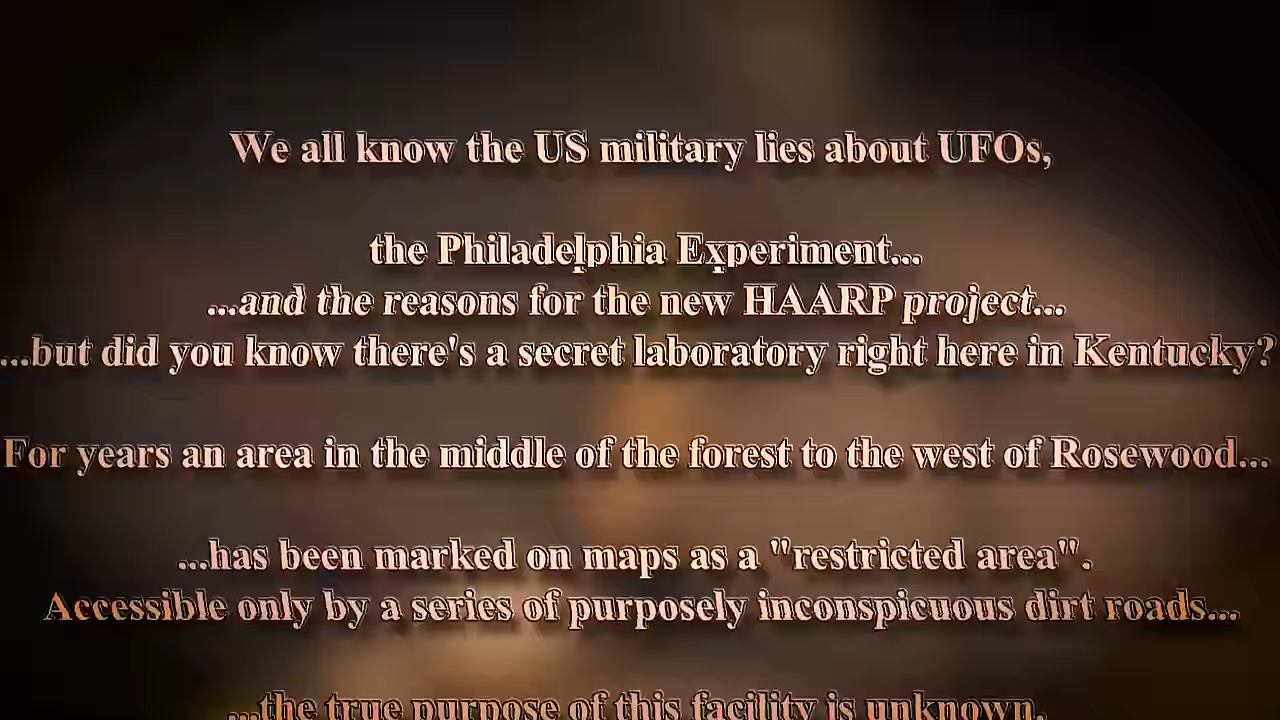 We all know the US military lies about UFOs,
the Philadelphia Experiment...
...and the reasons for the new HAARP project...
...but did you know there's a secret laboratory right here in Kentucky?
For years an area in the middle of the forest to the west of Rosewood...
...has been marked on maps as a "restricted area".
Accessible only by a series of purposely inconspicuous dirt roads...
...the true purpose of this facility is unknown.